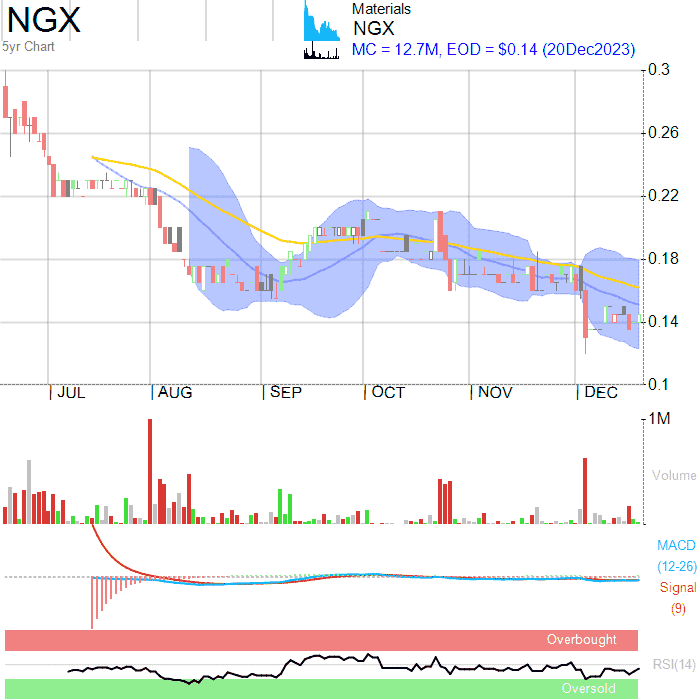 NGX
5yr Chart
Materials
NGX
MC = 12.7M, EOD = $0.14 (20Dec2023)
0.3
0.26
0.22
0.18
0.14
0.1
JUL AUG SEP OCT NOV DEC
1M
Volume
MACD
(12-26)
Signal
(9)
Overbought
RSI(14)
Oversold